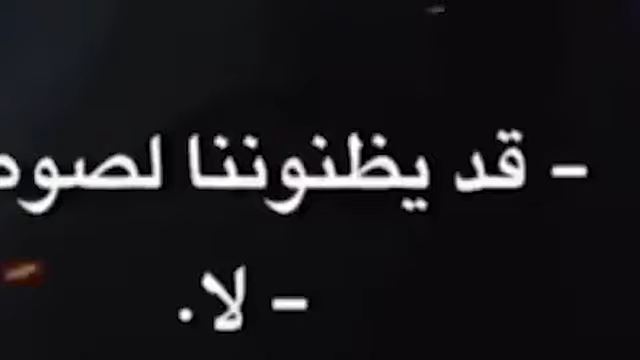 - قد يظنوننا
- لا.